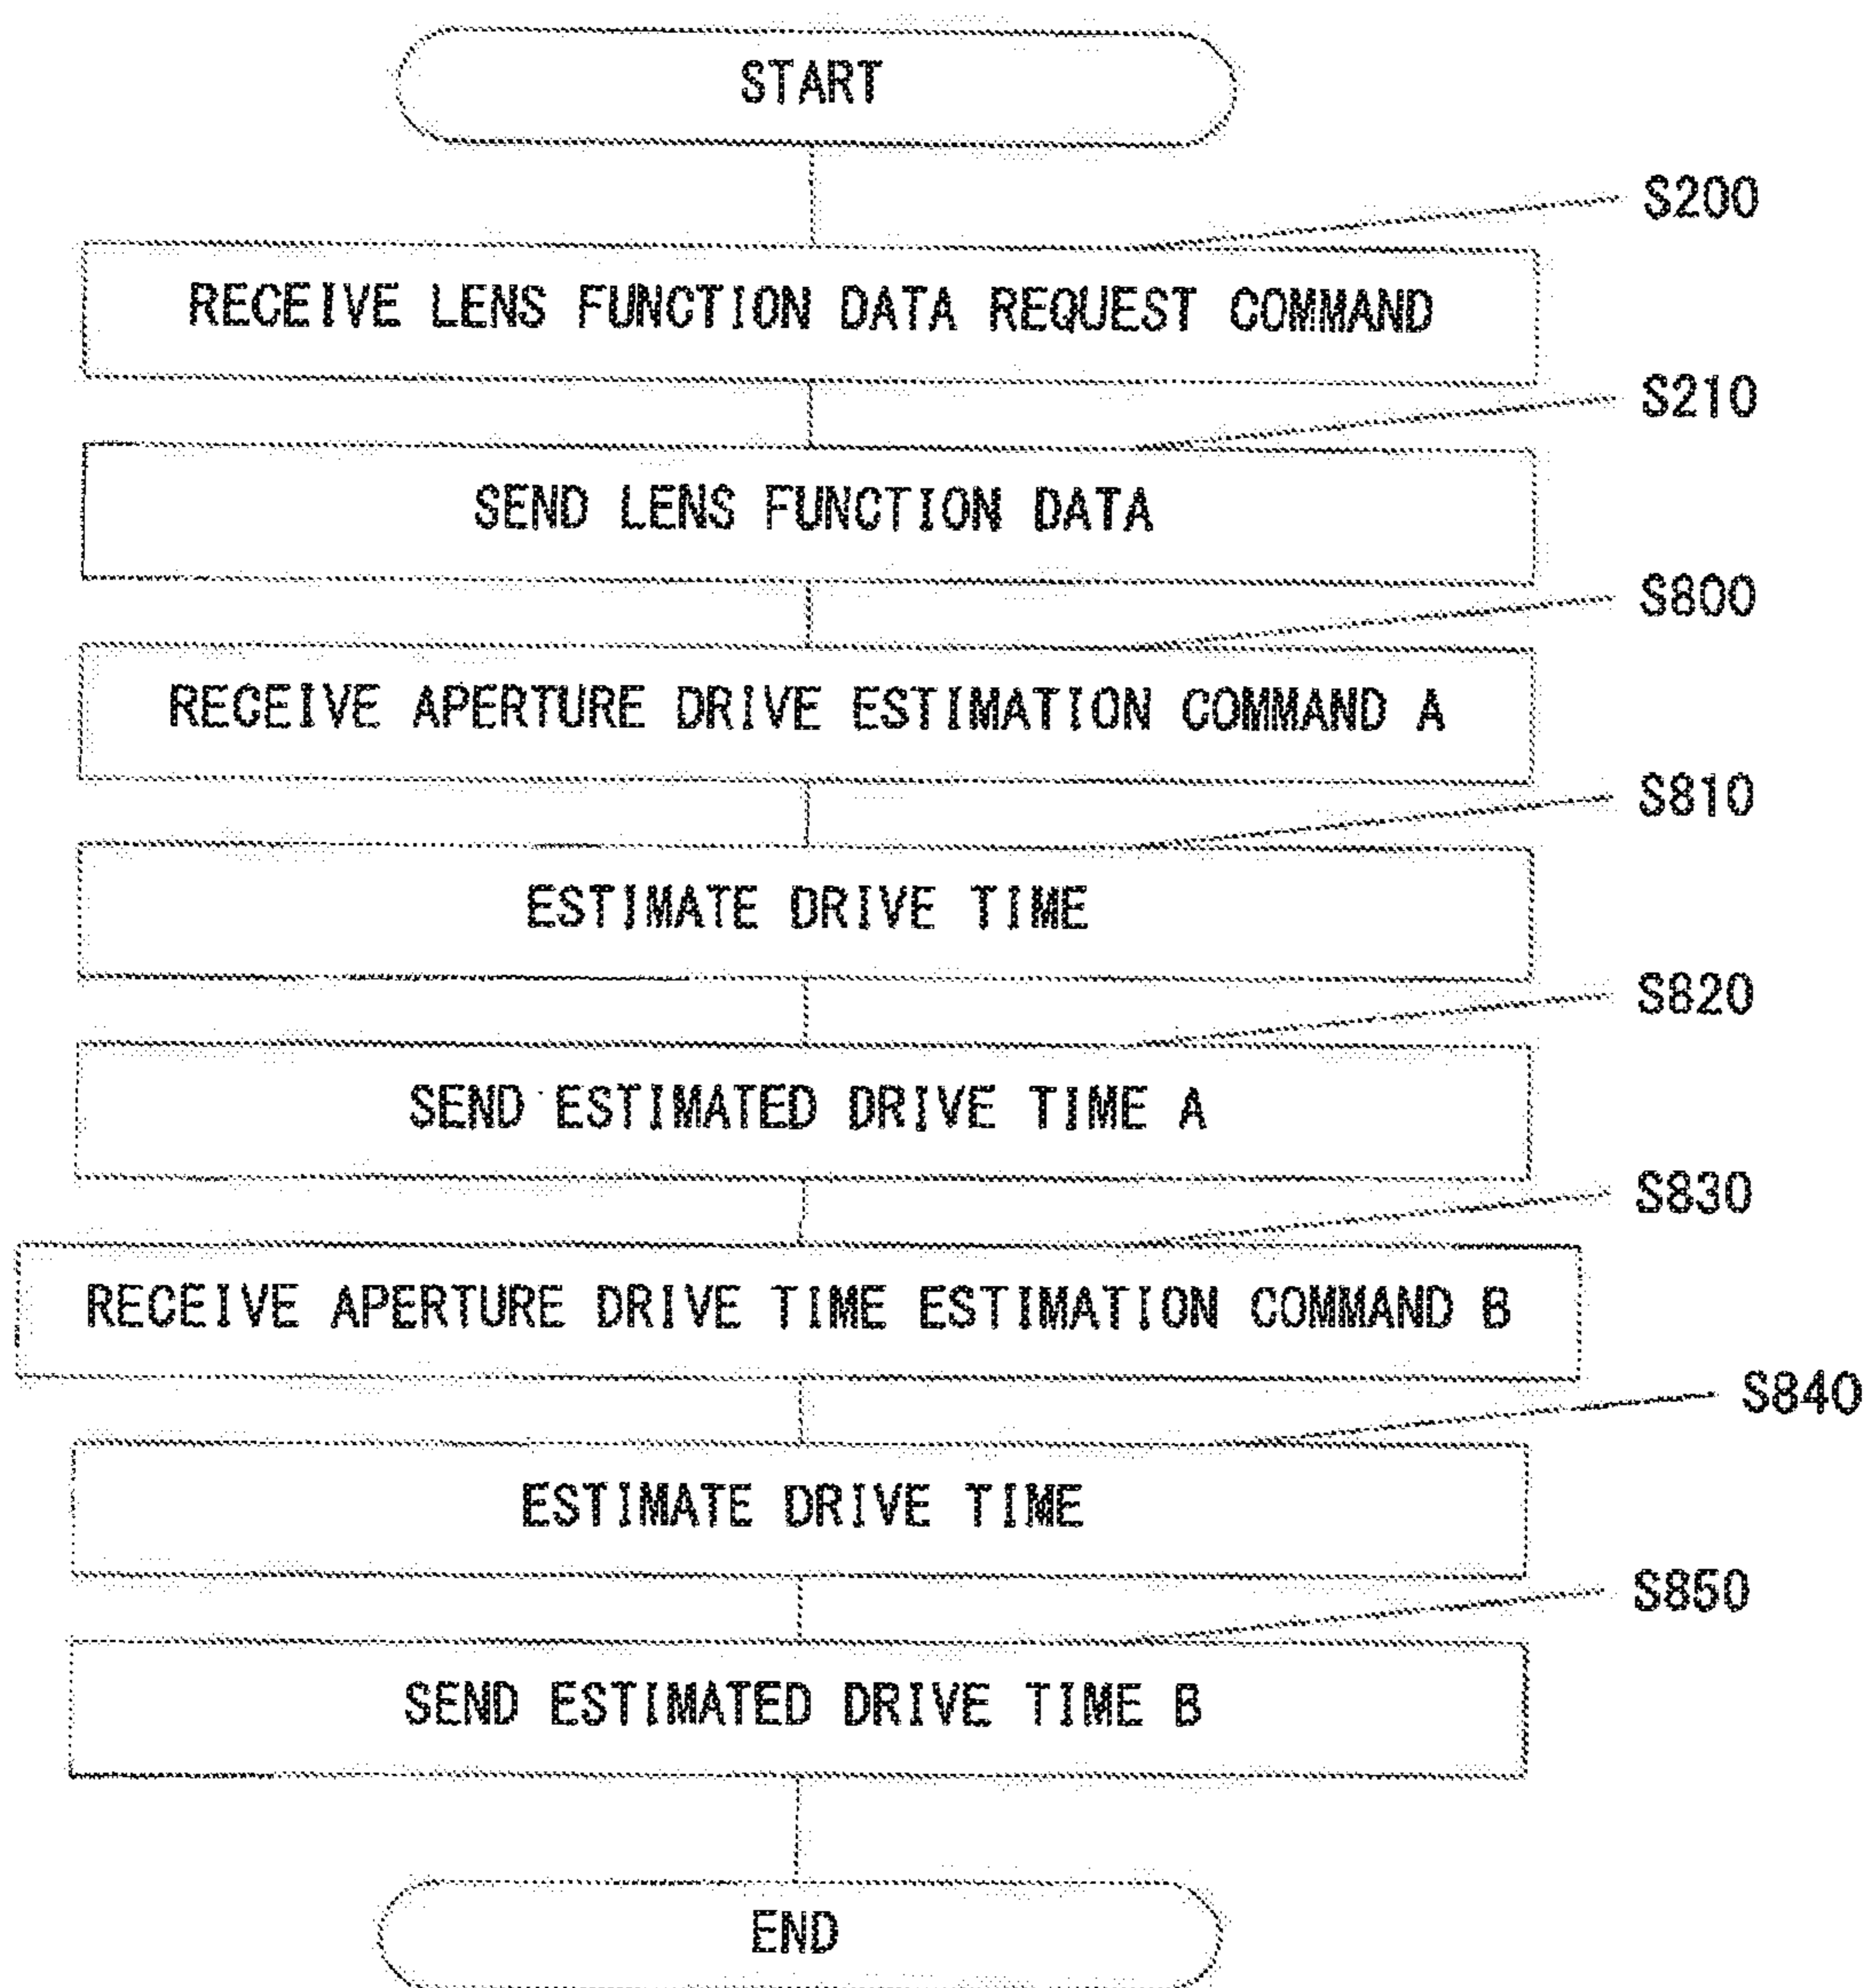 START
S200
RECEIVE LENS FUNCTION DATA REQUEST COMMAND
S210
SEND LENS FUNCTION DATA
S800
RECEIVE APERTURE DRIVE ESTIMATION COMMAND A
S810
ESTIMATE DRIVE TIME
S820
SEND ESTIMATED DRIVE TIME A
S830
RECEIVE APERTURE DRIVE TIME ESTIMATION COMMAND B
S840
ESTIMATE DRIVE TIME
S850
SEND ESTIMATED DRIVE TIME B
END